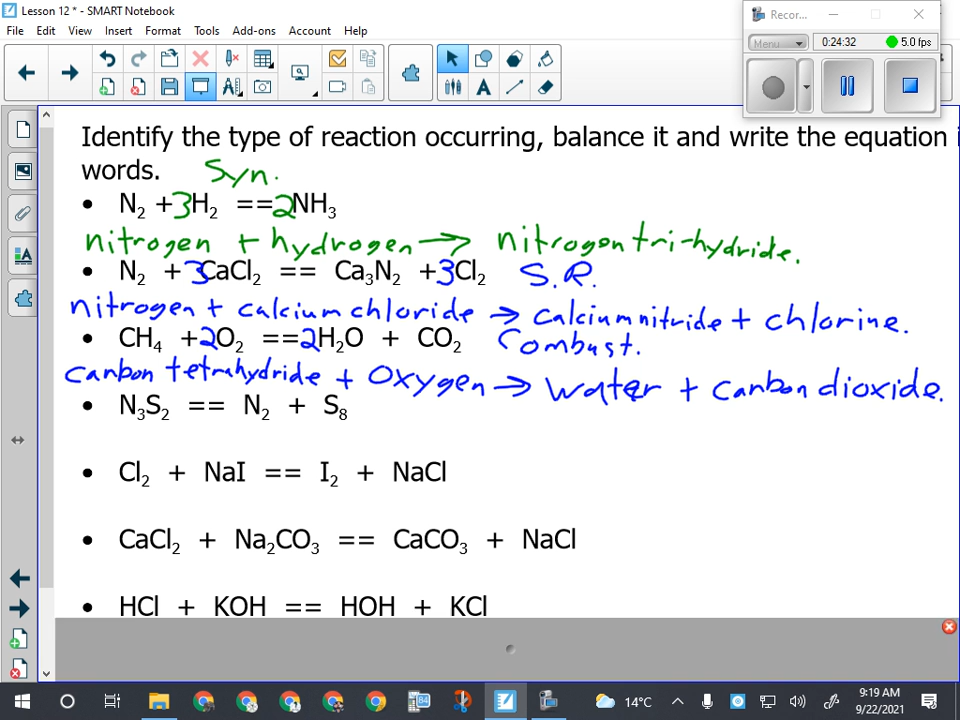 Lesson 12 * - SMART Notebook
Recor...
File Edit View Insert Format Tools Add-ons Account Help
Menu 0:24:32 5.0 fps
Identify the type of reaction occurring, balance it and write the equation i
words. Syn.
• N₂ + 3H₂ == 2NH₃
nitrogen + hydrogen → nitrogen tri-hydride.
• N₂ + 3CaCl₂ == Ca₃N₂ + 3Cl₂ S.R.
nitrogen + calcium chloride → calcium nitride + chlorine.
• CH₄ + 2O₂ == 2H₂O + CO₂ Combust.
carbon tetrahydride + Oxygen → water + carbon dioxide.
• N₃S₂ == N₂ + S₈
• Cl₂ + NaI == I₂ + NaCl
• CaCl₂ + Na₂CO₃ == CaCO₃ + NaCl
• HCl + KOH == HOH + KCl
14°C
9:19 AM
9/22/2021